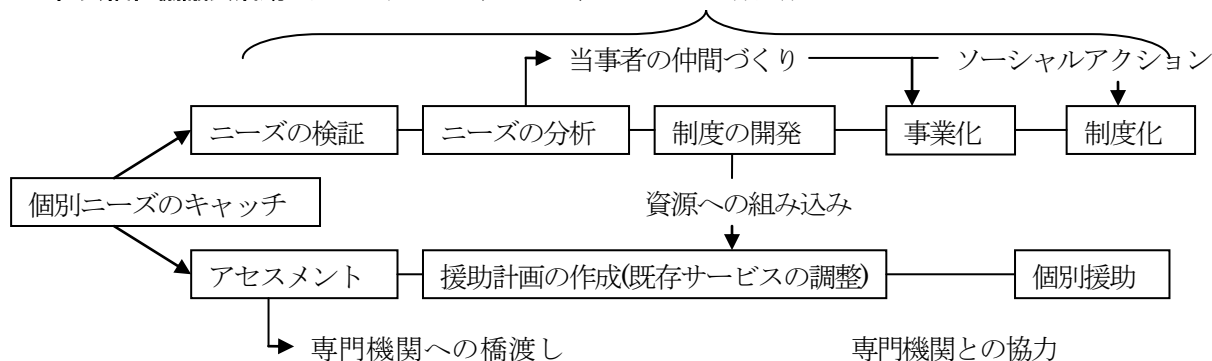 当事者の仲間づくり ソーシャルアクション
ニーズの検証 ニーズの分析 制度の開発 事業化 制度化
個別ニーズのキャッチ 資源への組み込み
アセスメント 援助計画の作成(既存サービスの調整) 個別援助
専門機関への橋渡し 専門機関との協力